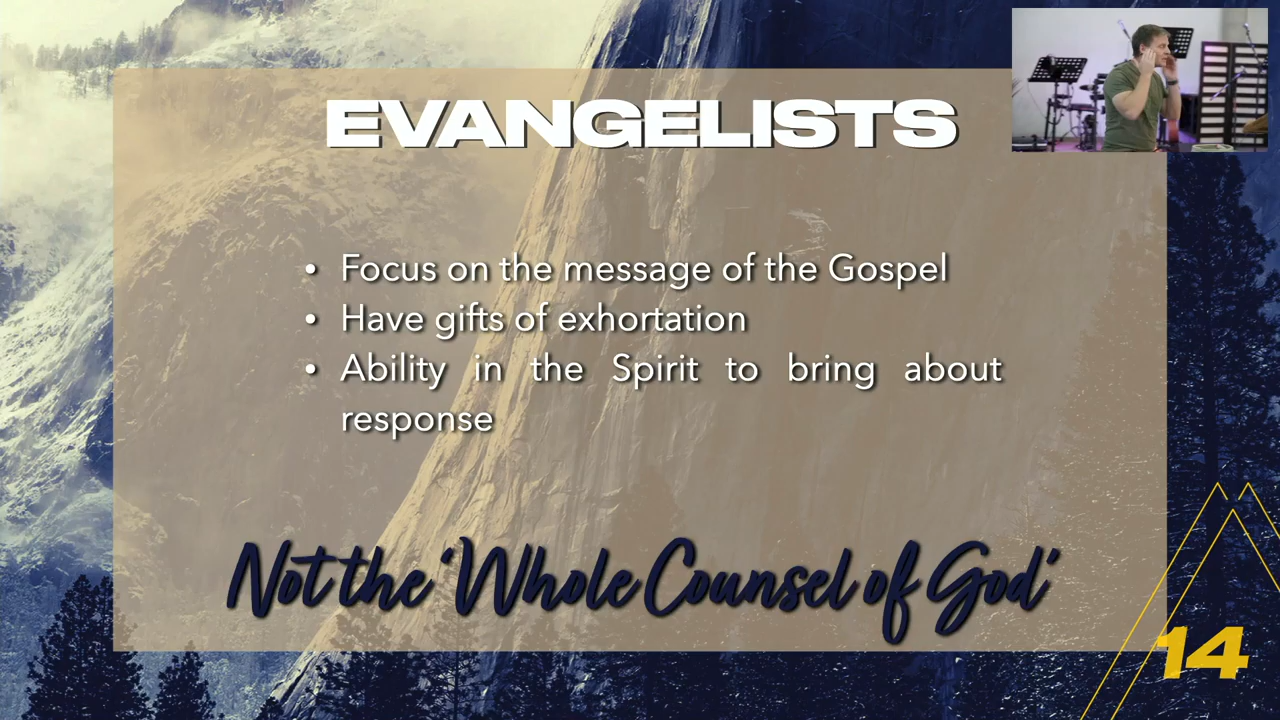 EVANGELISTS
• Focus on the message of the Gospel
• Have gifts of exhortation
• Ability in the Spirit to bring about
response
Not the ‘Whole Counsel of God’
14